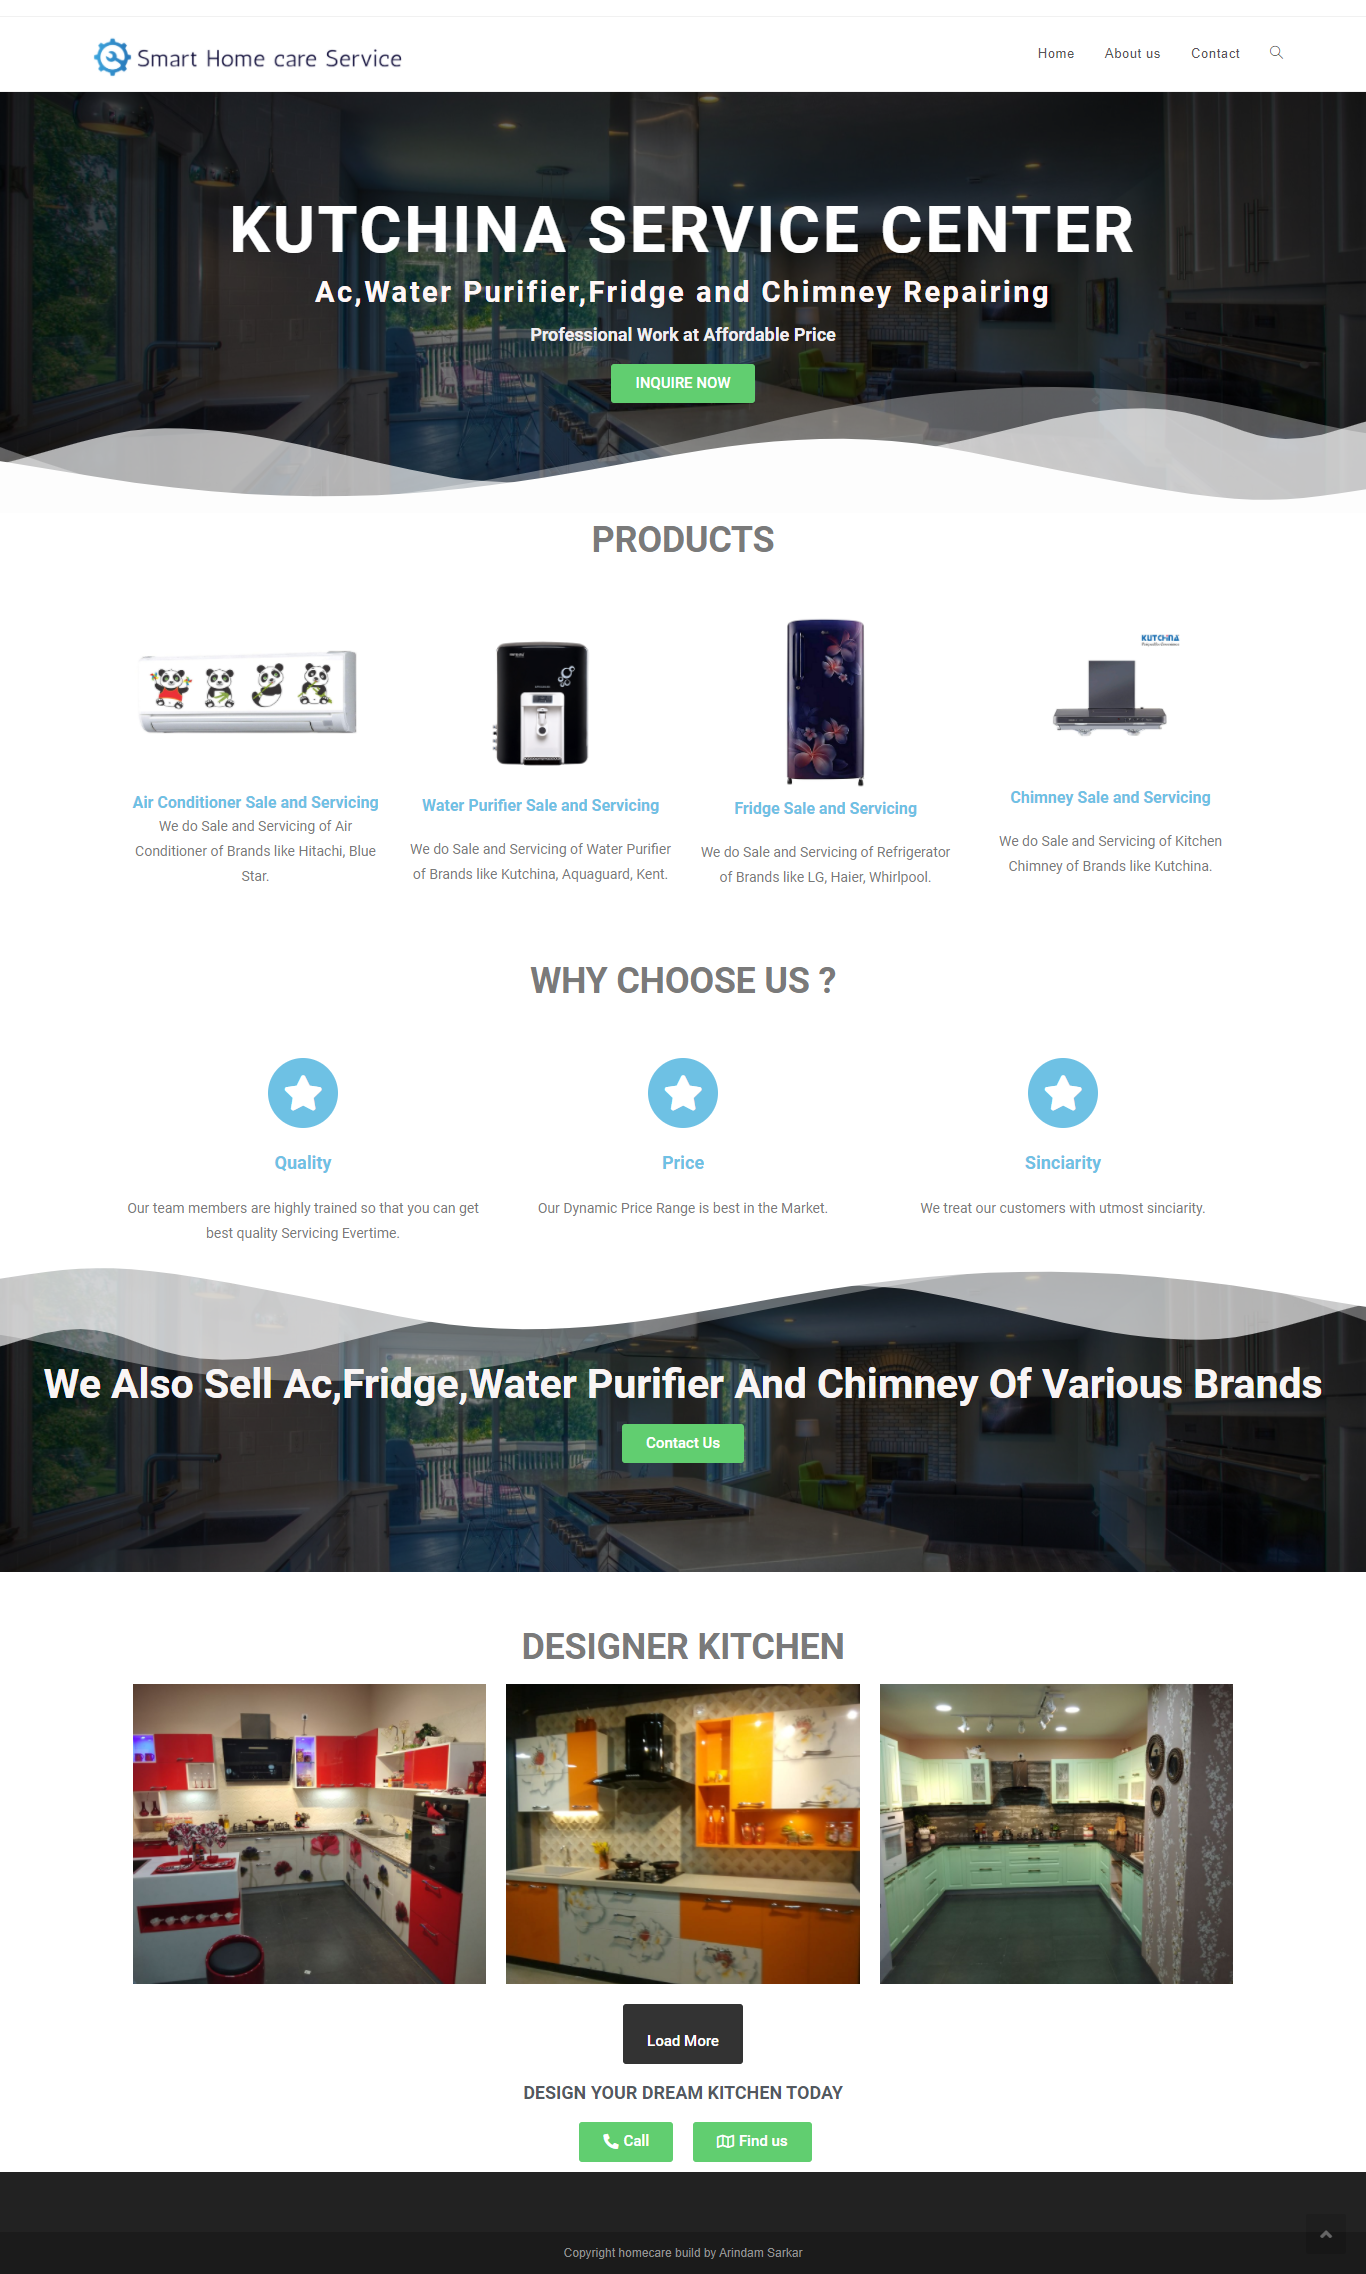 Smart Home care Service
Home
About us
Contact
KUTCHINA SERVICE CENTER
Ac,Water Purifier,Fridge and Chimney Repairing
Professional Work at Affordable Price
INQUIRE NOW
PRODUCTS
KUTCHINA
Air Conditioner Sale and Servicing
We do Sale and Servicing of Air
Conditioner of Brands like Hitachi, Blue
Star.
Water Purifier Sale and Servicing
We do Sale and Servicing of Water Purifier
of Brands like Kutchina, Aquaguard, Kent.
Fridge Sale and Servicing
We do Sale and Servicing of Refrigerator
of Brands like LG, Haier, Whirlpool.
Chimney Sale and Servicing
We do Sale and Servicing of Kitchen
Chimney of Brands like Kutchina.
WHY CHOOSE US ?
Quality
Our team members are highly trained so that you can get
best quality Servicing Evertime.
Price
Our Dynamic Price Range is best in the Market.
Sinciarity
We treat our customers with utmost sinciarity.
We Also Sell Ac,Fridge,Water Purifier And Chimney Of Various Brands
Contact Us
DESIGNER KITCHEN
Load More
DESIGN YOUR DREAM KITCHEN TODAY
Call
Find us
Copyright homecare build by Arindam Sarkar